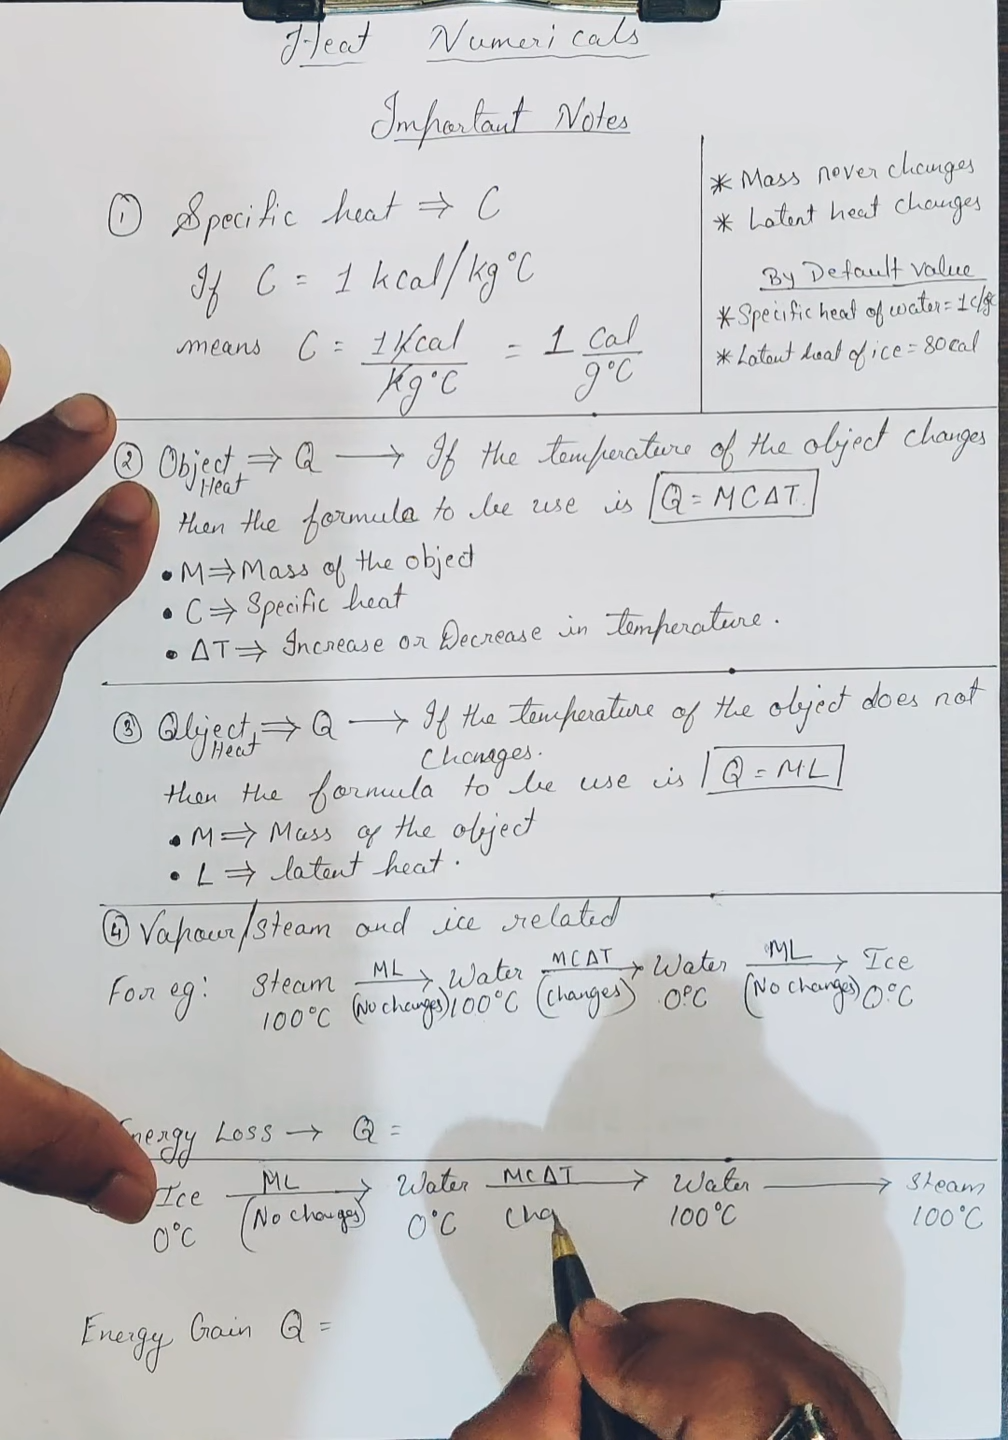 Heat Numericals
Important Notes
① Specific heat ⇒ C
If C = 1 kcal/kg°C
means C = 1Kcal/Kg°C = 1 Cal/g°C
* Mass never changes
* Latent heat changes
By Default value
* Specific heat of water = 1c/g
* Latent heat of ice = 80cal
② Object Heat ⇒ Q → If the temperature of the object changes
then the formula to be use is Q = MCΔT.
• M ⇒ Mass of the object
• C ⇒ Specific heat
• ΔT ⇒ Increase or Decrease in temperature.
③ Object Heat ⇒ Q → If the temperature of the object does not
changes.
then the formula to be use is Q = ML
• M ⇒ Mass of the object
• L ⇒ latent heat.
④ Vapour/steam and ice related
For eg: Steam ML→ Water MCΔT→ Water ML→ Ice
100°C (No changes) 100°C (changes) 0°C (No changes) 0°C
Energy Loss → Q =
Ice ML→ Water MCΔT→ Water → Steam
0°C (No changes) 0°C (cha 100°C 100°C
Energy Gain Q =